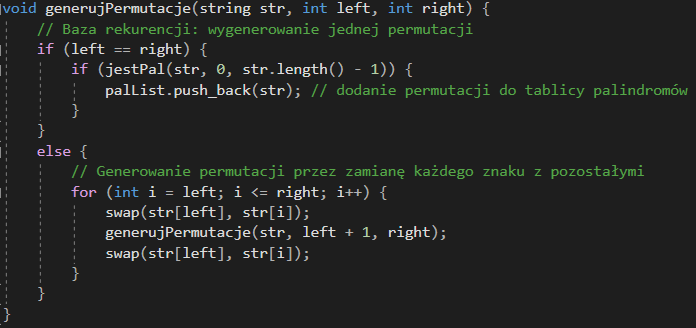 void generujPermutacje(string str, int left, int right) {
    // Baza rekurencji: wygenerowanie jednej permutacji
    if (left == right) {
        if (jestPal(str, 0, str.length() - 1)) {
            palList.push_back(str); // dodanie permutacji do tablicy palindromów
        }
    }
    else {
        // Generowanie permutacji przez zamianę każdego znaku z pozostałymi
        for (int i = left; i <= right; i++) {
            swap(str[left], str[i]);
            generujPermutacje(str, left + 1, right);
            swap(str[left], str[i]);
        }
    }
}